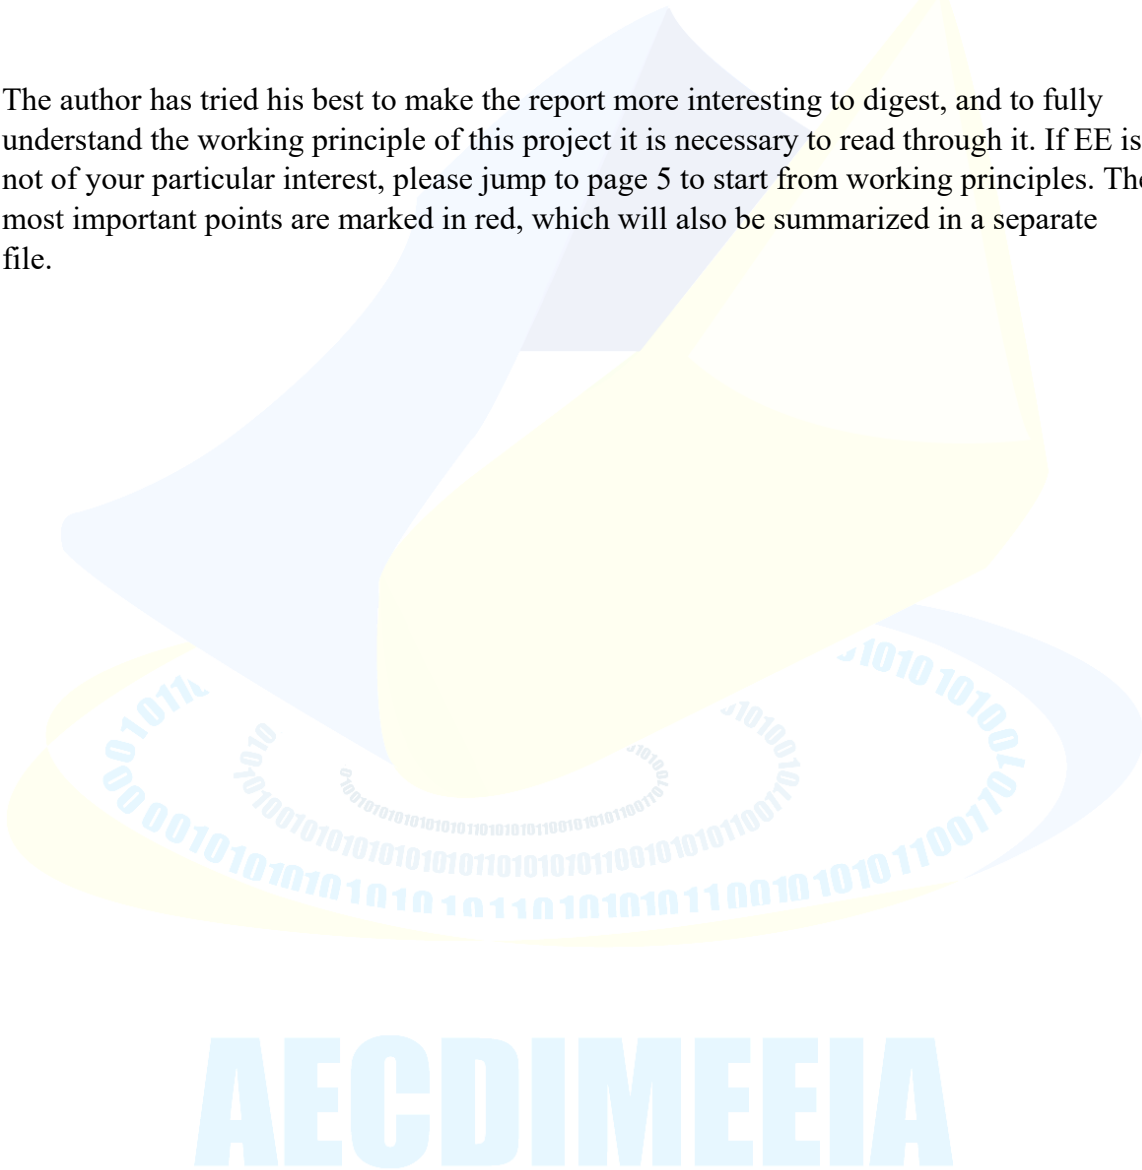 The author has tried his best to make the report more interesting to digest, and to fully
understand the working principle of this project it is necessary to read through it. If EE is
not of your particular interest, please jump to page 5 to start from working principles. The
most important points are marked in red, which will also be summarized in a separate
file.
AECDIMEEIA